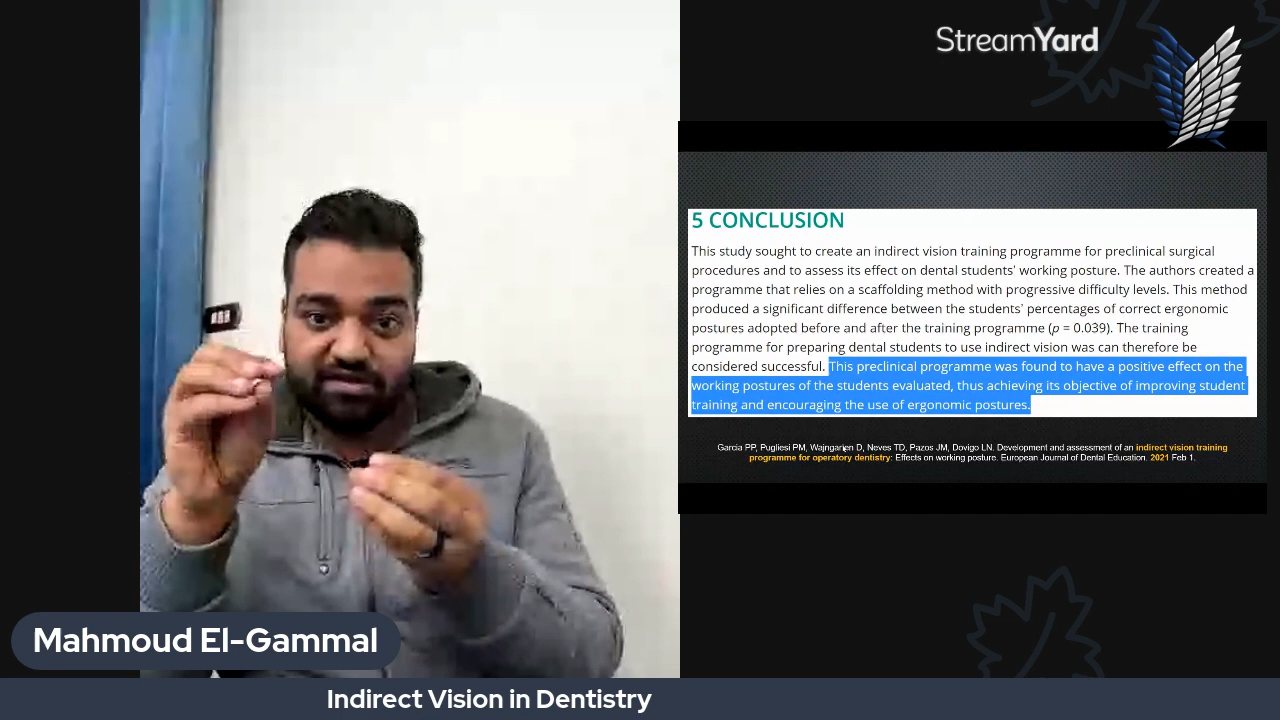 StreamYard
5 CONCLUSION
This study sought to create an indirect vision training programme for preclinical surgical
procedures and to assess its effect on dental students' working posture. The authors created a
programme that relies on a scaffolding method with progressive difficulty levels. This method
produced a significant difference between the students' percentages of correct ergonomic
postures adopted before and after the training programme (p = 0.039). The training
programme for preparing dental students to use indirect vision was can therefore be
considered successful. This preclinical programme was found to have a positive effect on the
working postures of the students evaluated, thus achieving its objective of improving student
training and encouraging the use of ergonomic postures.
Garcia PP, Pugliesi PM, Wajngarten D, Neves TD, Pazos JM, Dovigo LN. Development and assessment of an indirect vision training
programme for operatory dentistry: Effects on working posture. European Journal of Dental Education. 2021 Feb 1.
Mahmoud El-Gammal
Indirect Vision in Dentistry